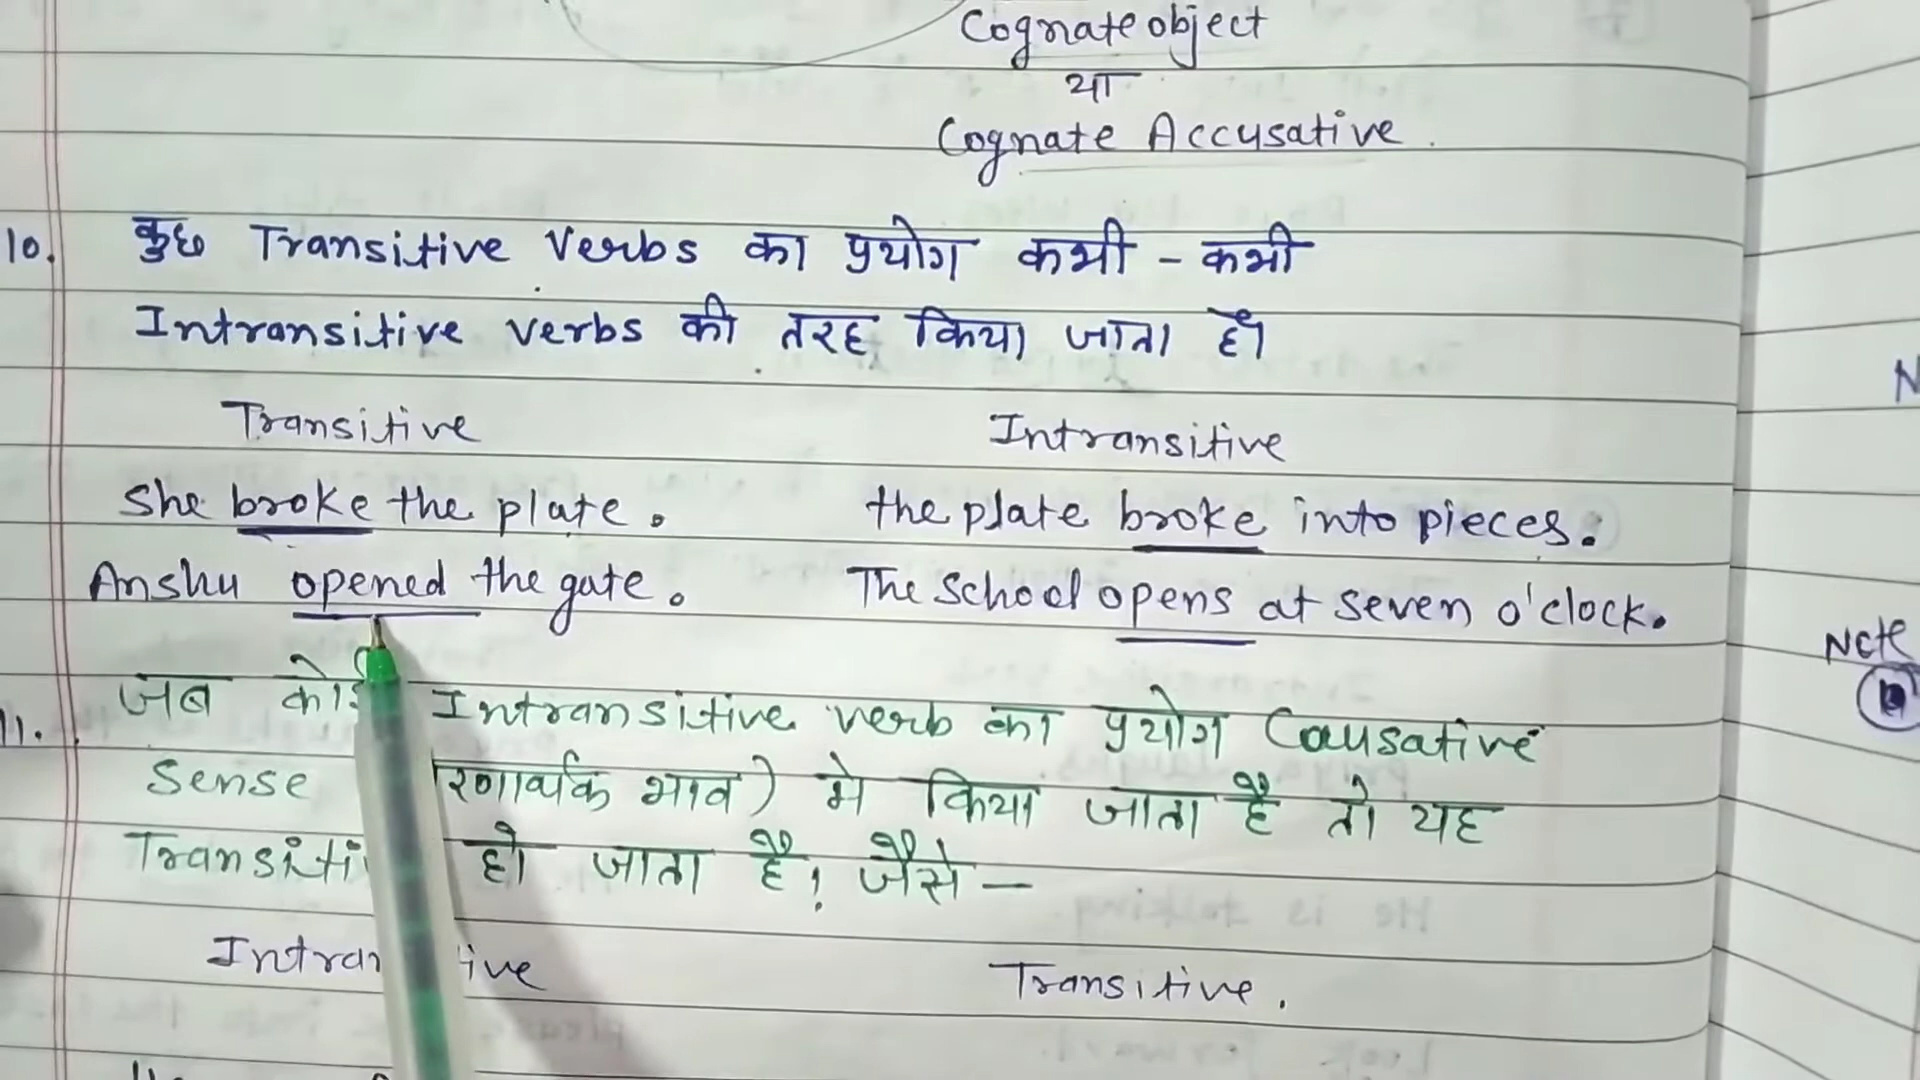 Cognate object
या
Cognate Accusative.
10. कुछ Transitive Verbs का प्रयोग कभी - कभी
Intransitive verbs की तरह किया जाता है।
Transitive Intransitive
She broke the plate. the plate broke into pieces.
Anshu opened the gate. The School opens at seven o'clock.
Note
11. जब कोई Intransitive verb का प्रयोग Causative
Sense रणार्थक भाव) मे किया जाता है तो यह
Transiti हो जाता है। जैसे —
Intran ive Transitive.
N